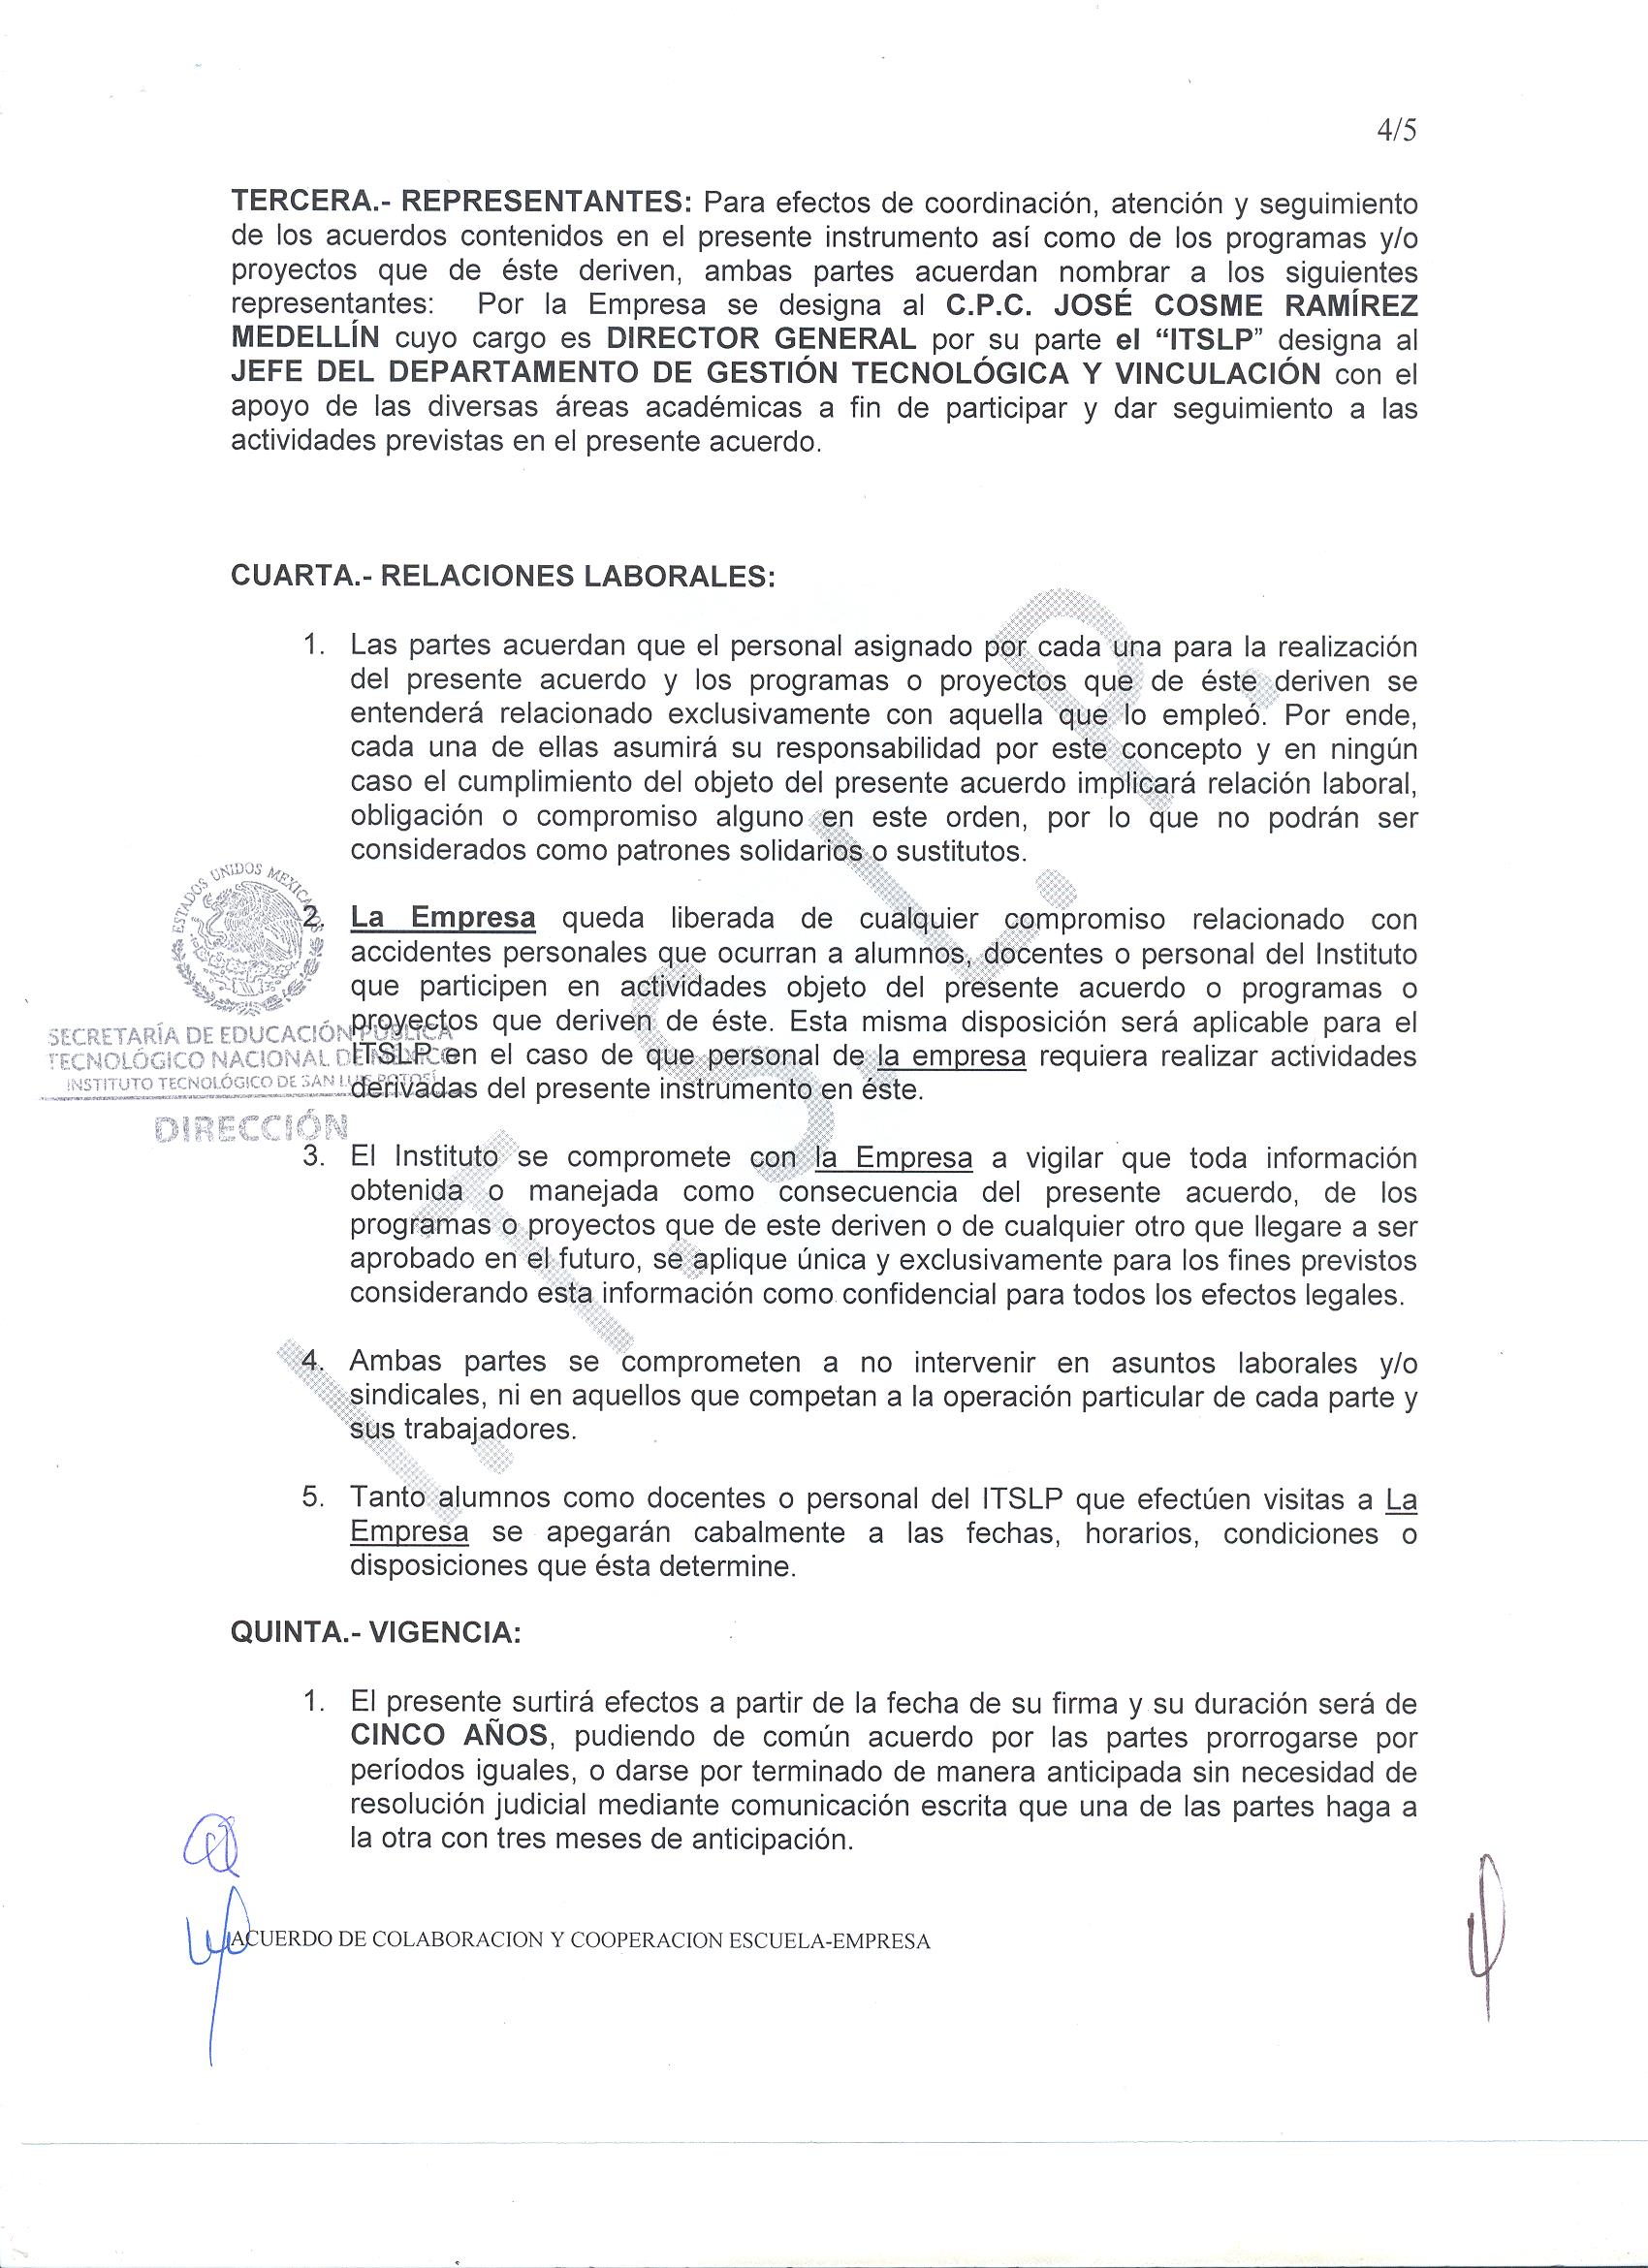 4/5
TERCERA.- REPRESENTANTES: Para efectos de coordinación, atención y seguimiento
de los acuerdos contenidos en el presente instrumento así como de los programas y/o
proyectos que de éste deriven, ambas partes acuerdan nombrar a los siguientes
representantes: Por la Empresa se designa al C.P.C. JOSÉ COSME RAMÍREZ
MEDELLÍN cuyo cargo es DIRECTOR GENERAL por su parte el “ITSLP” designa al
JEFE DEL DEPARTAMENTO DE GESTIÓN TECNOLÓGICA Y VINCULACIÓN con el
apoyo de las diversas áreas académicas a fin de participar y dar seguimiento a las
actividades previstas en el presente acuerdo.
CUARTA.- RELACIONES LABORALES:
1. Las partes acuerdan que el personal asignado por cada una para la realización
del presente acuerdo y los programas o proyectos que de éste deriven se
entenderá relacionado exclusivamente con aquella que lo empleó. Por ende,
cada una de ellas asumirá su responsabilidad por este concepto y en ningún
caso el cumplimiento del objeto del presente acuerdo implicará relación laboral,
obligación o compromiso alguno en este orden, por lo que no podrán ser
considerados como patrones solidarios o sustitutos.
2. La Empresa queda liberada de cualquier compromiso relacionado con
accidentes personales que ocurran a alumnos, docentes o personal del Instituto
que participen en actividades objeto del presente acuerdo o programas o
proyectos que deriven de éste. Esta misma disposición será aplicable para el
ITSLP en el caso de que personal de la empresa requiera realizar actividades
derivadas del presente instrumento en éste.
ESTADOS UNIDOS MEXICANOS
SECRETARÍA DE EDUCACIÓN PÚBLICA
TECNOLÓGICO NACIONAL DE MÉXICO
INSTITUTO TECNOLÓGICO DE SAN LUIS POTOSÍ
DIRECCIÓN
3. El Instituto se compromete con la Empresa a vigilar que toda información
obtenida o manejada como consecuencia del presente acuerdo, de los
programas o proyectos que de este deriven o de cualquier otro que llegare a ser
aprobado en el futuro, se aplique única y exclusivamente para los fines previstos
considerando esta información como confidencial para todos los efectos legales.
4. Ambas partes se comprometen a no intervenir en asuntos laborales y/o
sindicales, ni en aquellos que competan a la operación particular de cada parte y
sus trabajadores.
5. Tanto alumnos como docentes o personal del ITSLP que efectúen visitas a La
Empresa se apegarán cabalmente a las fechas, horarios, condiciones o
disposiciones que ésta determine.
I.T.S.L.P.
QUINTA.- VIGENCIA:
1. El presente surtirá efectos a partir de la fecha de su firma y su duración será de
CINCO AÑOS, pudiendo de común acuerdo por las partes prorrogarse por
períodos iguales, o darse por terminado de manera anticipada sin necesidad de
resolución judicial mediante comunicación escrita que una de las partes haga a
la otra con tres meses de anticipación.
ACUERDO DE COLABORACION Y COOPERACION ESCUELA-EMPRESA